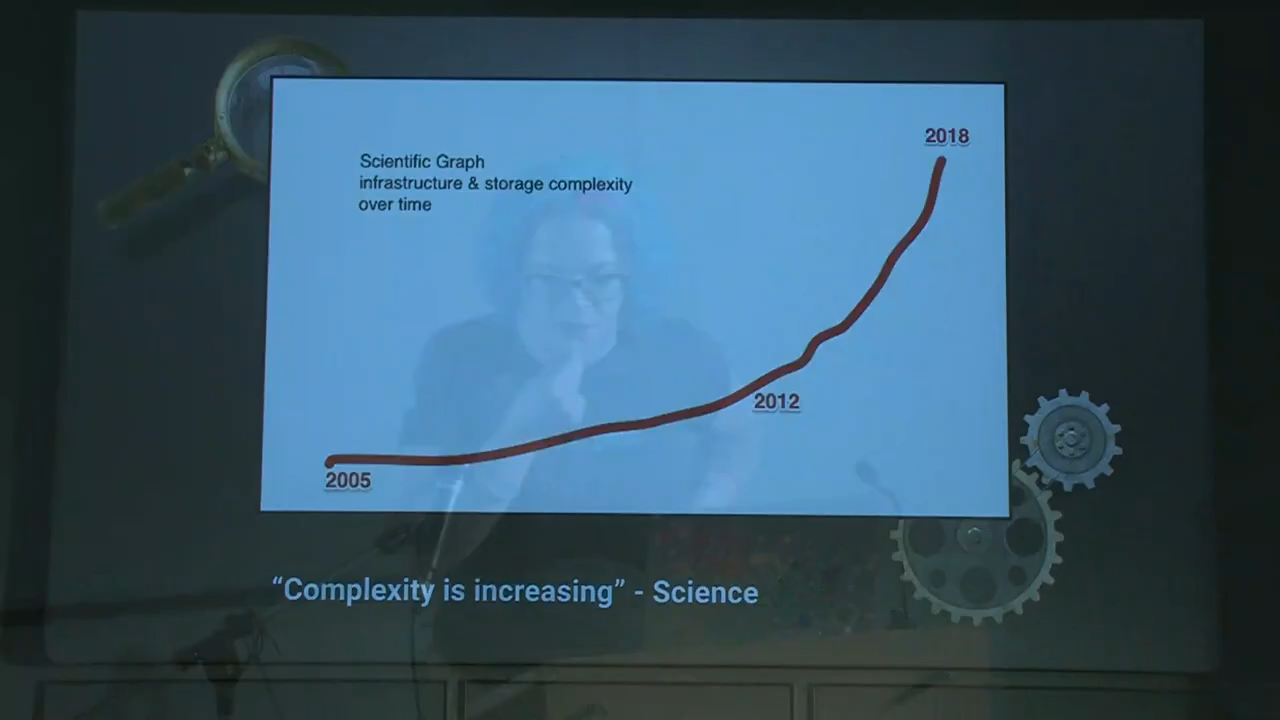 Scientific Graph
infrastructure & storage complexity
over time
2018
2012
2005
“Complexity is increasing” - Science